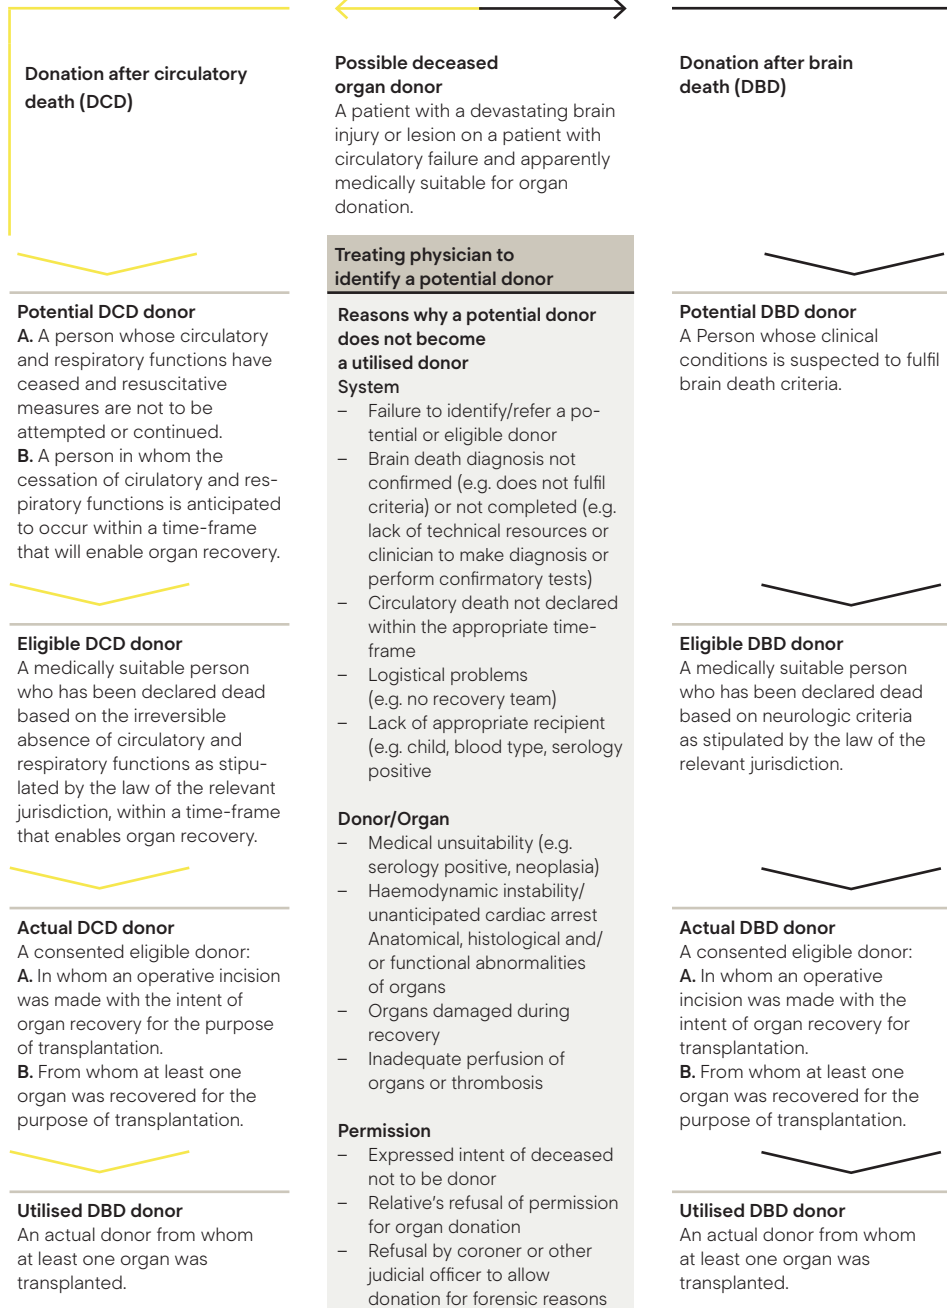 Donation after circulatory
death (DCD)
Possible deceased
organ donor
A patient with a devastating brain
injury or lesion on a patient with
circulatory failure and apparently
medically suitable for organ
donation.
Donation after brain
death (DBD)
Treating physician to
identify a potential donor
Potential DCD donor
A. A person whose circulatory
and respiratory functions have
ceased and resuscitative
measures are not to be
attempted or continued.
B. A person in whom the
cessation of cirulatory and res-
piratory functions is anticipated
to occur within a time-frame
that will enable organ recovery.
Eligible DCD donor
A medically suitable person
who has been declared dead
based on the irreversible
absence of circulatory and
respiratory functions as stipu-
lated by the law of the relevant
jurisdiction, within a time-frame
that enables organ recovery.
Actual DCD donor
A consented eligible donor:
A. In whom an operative incision
was made with the intent of
organ recovery for the purpose
of transplantation.
B. From whom at least one
organ was recovered for the
purpose of transplantation.
Utilised DBD donor
An actual donor from whom
at least one organ was
transplanted.
Reasons why a potential donor
does not become
a utilised donor
System
– Failure to identify/refer a po-
tential or eligible donor
– Brain death diagnosis not
confirmed (e.g. does not fulfil
criteria) or not completed (e.g.
lack of technical resources or
clinician to make diagnosis or
perform confirmatory tests)
– Circulatory death not declared
within the appropriate time-
frame
– Logistical problems
(e.g. no recovery team)
– Lack of appropriate recipient
(e.g. child, blood type, serology
positive
Donor/Organ
– Medical unsuitability (e.g.
serology positive, neoplasia)
– Haemodynamic instability/
unanticipated cardiac arrest
Anatomical, histological and/
or functional abnormalities
of organs
– Organs damaged during
recovery
– Inadequate perfusion of
organs or thrombosis
Permission
– Expressed intent of deceased
not to be donor
– Relative's refusal of permission
for organ donation
– Refusal by coroner or other
judicial officer to allow
donation for forensic reasons
Potential DBD donor
A Person whose clinical
conditions is suspected to fulfil
brain death criteria.
Eligible DBD donor
A medically suitable person
who has been declared dead
based on neurologic criteria
as stipulated by the law of the
relevant jurisdiction.
Actual DBD donor
A consented eligible donor:
A. In whom an operative
incision was made with the
intent of organ recovery for
transplantation.
B. From whom at least one
organ was recovered for the
purpose of transplantation.
Utilised DBD donor
An actual donor from whom
at least one organ was
transplanted.